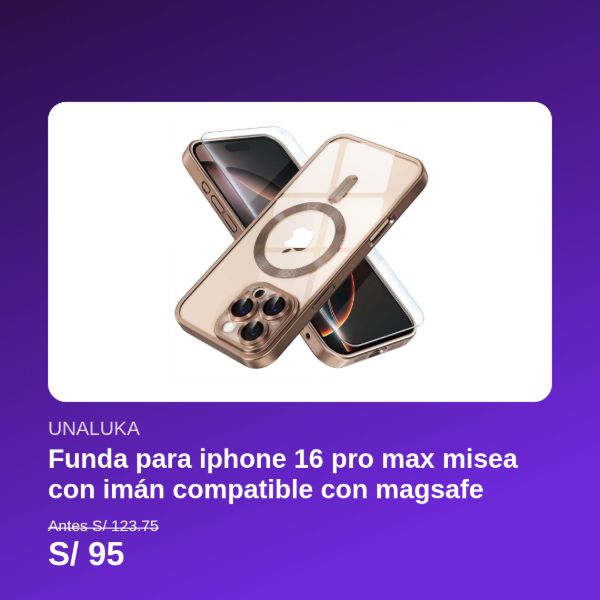 UNALUKA
Funda para iphone 16 pro max misea
con imán compatible con magsafe
Antes S/ 123.75
S/ 95